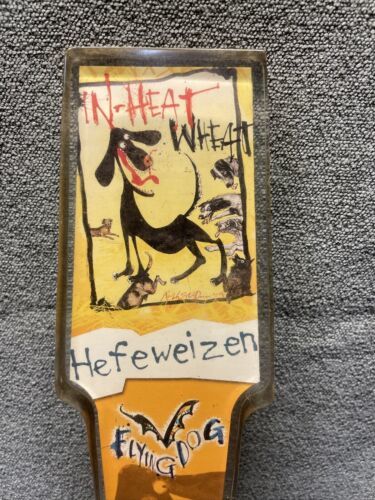 IN-HEAT
WHEAT
Hefeweizen
FLYING DOG